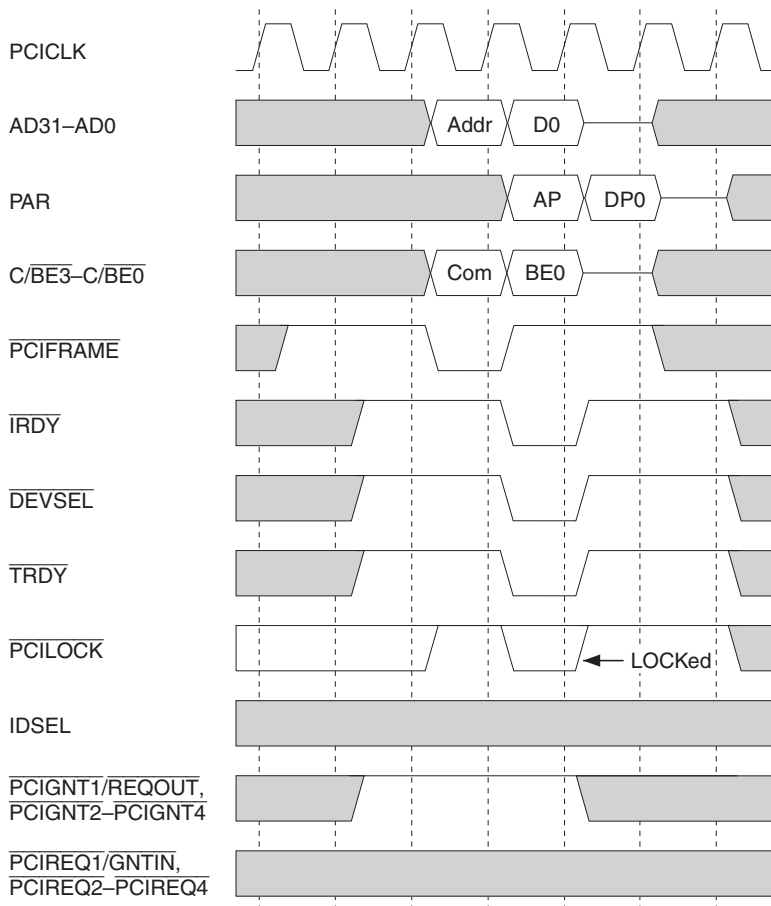 PCICLK
AD31–AD0
Addr D0
PAR
AP DP0
C/BE3–C/BE0
Com BE0
PCIFRAME
IRDY
DEVSEL
TRDY
PCILOCK
LOCKed
IDSEL
PCIGNT1/REQOUT,
PCIGNT2–PCIGNT4
PCIREQ1/GNTIN,
PCIREQ2–PCIREQ4